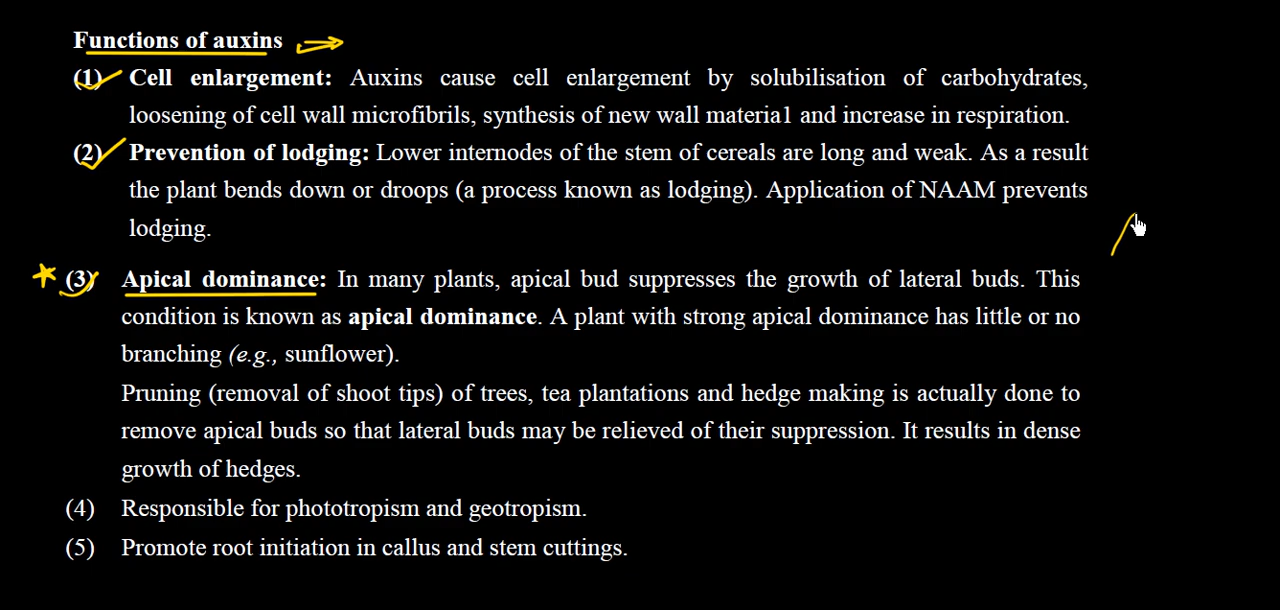 Functions of auxins
(1) Cell enlargement: Auxins cause cell enlargement by solubilisation of carbohydrates,
loosening of cell wall microfibrils, synthesis of new wall material and increase in respiration.
(2) Prevention of lodging: Lower internodes of the stem of cereals are long and weak. As a result
the plant bends down or droops (a process known as lodging). Application of NAAM prevents
lodging.
(3) Apical dominance: In many plants, apical bud suppresses the growth of lateral buds. This
condition is known as apical dominance. A plant with strong apical dominance has little or no
branching (e.g., sunflower).
Pruning (removal of shoot tips) of trees, tea plantations and hedge making is actually done to
remove apical buds so that lateral buds may be relieved of their suppression. It results in dense
growth of hedges.
(4) Responsible for phototropism and geotropism.
(5) Promote root initiation in callus and stem cuttings.